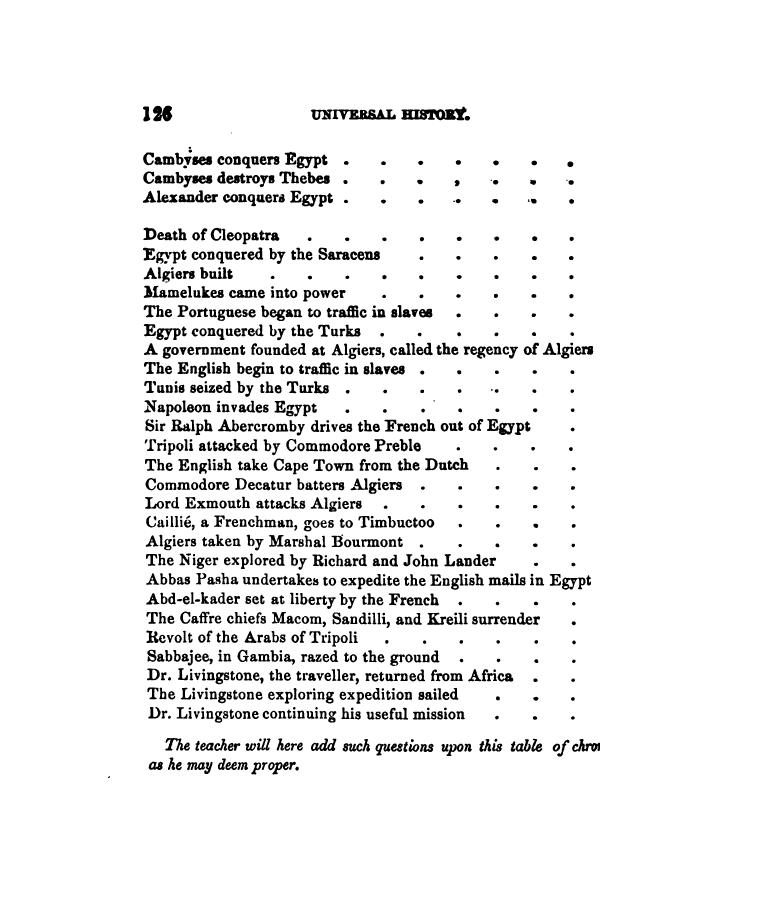 126 UNIVERSAL HISTORY.
Cambyses conquers Egypt . . . . . . .
Cambyses destroys Thebes . . . . . . .
Alexander conquers Egypt . . . . . . .
Death of Cleopatra . . . . . . . .
Egypt conquered by the Saracens . . . . .
Algiers built . . . . . . . . .
Mamelukes came into power . . . . . .
The Portuguese began to traffic in slaves . . . .
Egypt conquered by the Turks . . . . . .
A government founded at Algiers, called the regency of Algiers
The English begin to traffic in slaves . . . . .
Tunis seized by the Turks . . . . . . .
Napoleon invades Egypt . . . . . . .
Sir Ralph Abercromby drives the French out of Egypt .
Tripoli attacked by Commodore Preble . . . .
The English take Cape Town from the Dutch . . .
Commodore Decatur batters Algiers . . . . .
Lord Exmouth attacks Algiers . . . . . .
Caillié, a Frenchman, goes to Timbuctoo . . . .
Algiers taken by Marshal Bourmont . . . . .
The Niger explored by Richard and John Lander . .
Abbas Pasha undertakes to expedite the English mails in Egypt
Abd-el-kader set at liberty by the French . . . .
The Caffre chiefs Macom, Sandilli, and Kreili surrender .
Revolt of the Arabs of Tripoli . . . . . .
Sabbajee, in Gambia, razed to the ground . . . .
Dr. Livingstone, the traveller, returned from Africa . .
The Livingstone exploring expedition sailed . . .
Dr. Livingstone continuing his useful mission . . .
The teacher will here add such questions upon this table of
as he may deem proper.